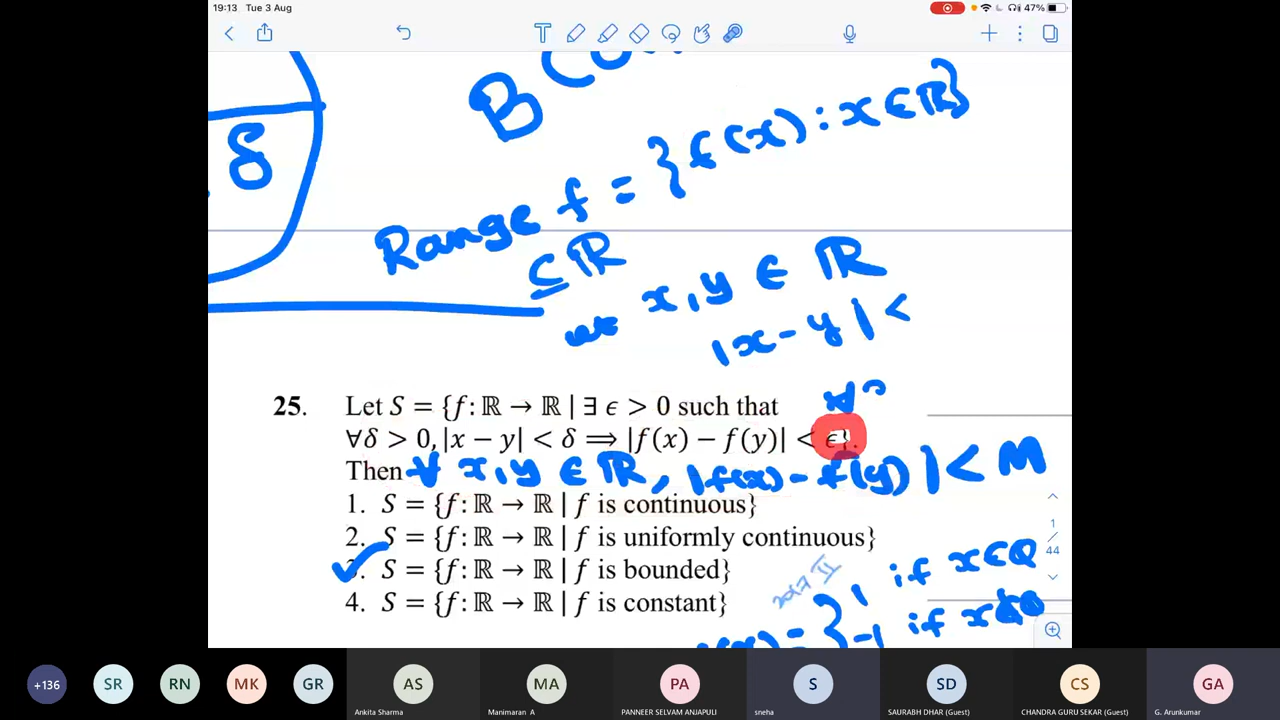 19:13 Tue 3 Aug
47%
T
B
δ
Range f = {f(x) : x ∈ ℝ}
⊆ ℝ
x, y ∈ ℝ
|x - y| <
∀
25. Let S = {f: ℝ → ℝ | ∃ ϵ > 0 such that
∀δ > 0, |x − y| < δ ⟹ |f(x) − f(y)| < ϵ}.
Then ∀ x, y ∈ ℝ, |f(x) - f(y)| < M
1. S = {f: ℝ → ℝ | f is continuous}
2. S = {f: ℝ → ℝ | f is uniformly continuous}
3. S = {f: ℝ → ℝ | f is bounded}
4. S = {f: ℝ → ℝ | f is constant}
2017 II
1 if x ∈ Q
-1 if x
1
/
44
+136
SR
RN
MK
GR
AS
Ankita Sharma
MA
Manimaran A
PA
PANNEER SELVAM ANJAPULI
S
sneha
SD
SAURABH DHAR (Guest)
CS
CHANDRA GURU SEKAR (Guest)
GA
G. Arunkumar